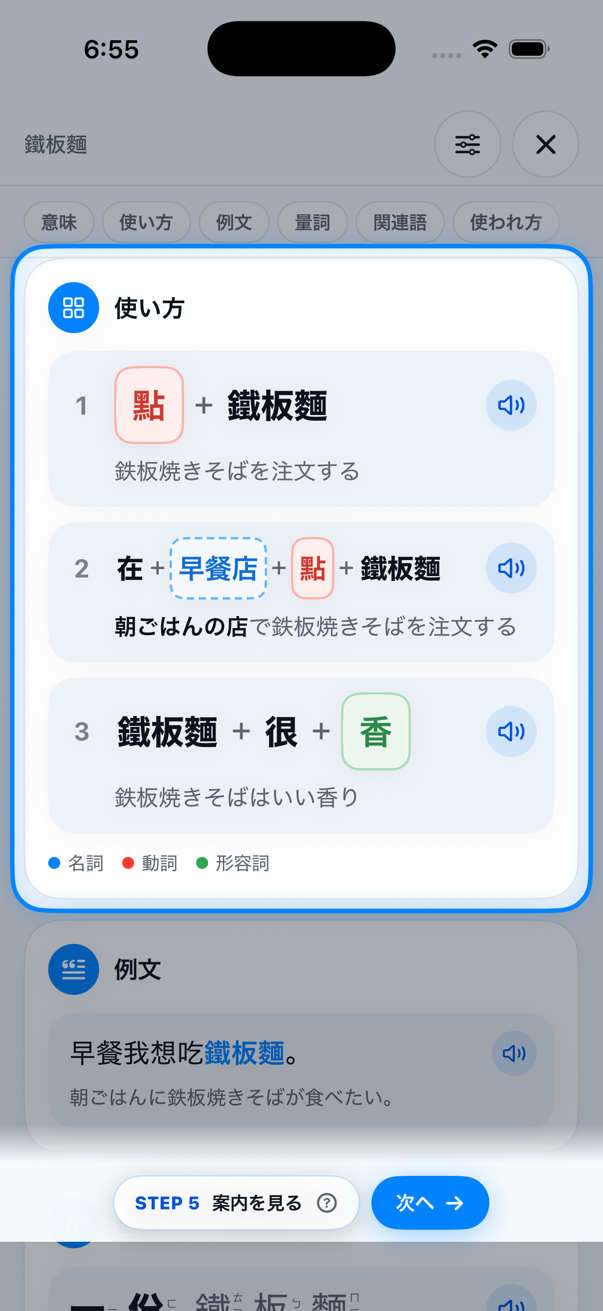 6:55
鐵板麵
意味 使い方 例文 量詞 関連語 使われ方
使い方
1 點 + 鐵板麵
鉄板焼きそばを注文する
2 在 + 早餐店 + 點 + 鐵板麵
朝ごはんの店で鉄板焼きそばを注文する
3 鐵板麵 + 很 + 香
鉄板焼きそばはいい香り
名詞 動詞 形容詞
例文
早餐我想吃鐵板麵。
朝ごはんに鉄板焼きそばが食べたい。
STEP 5 案内を見る ? 次へ →
一份鐵板麵